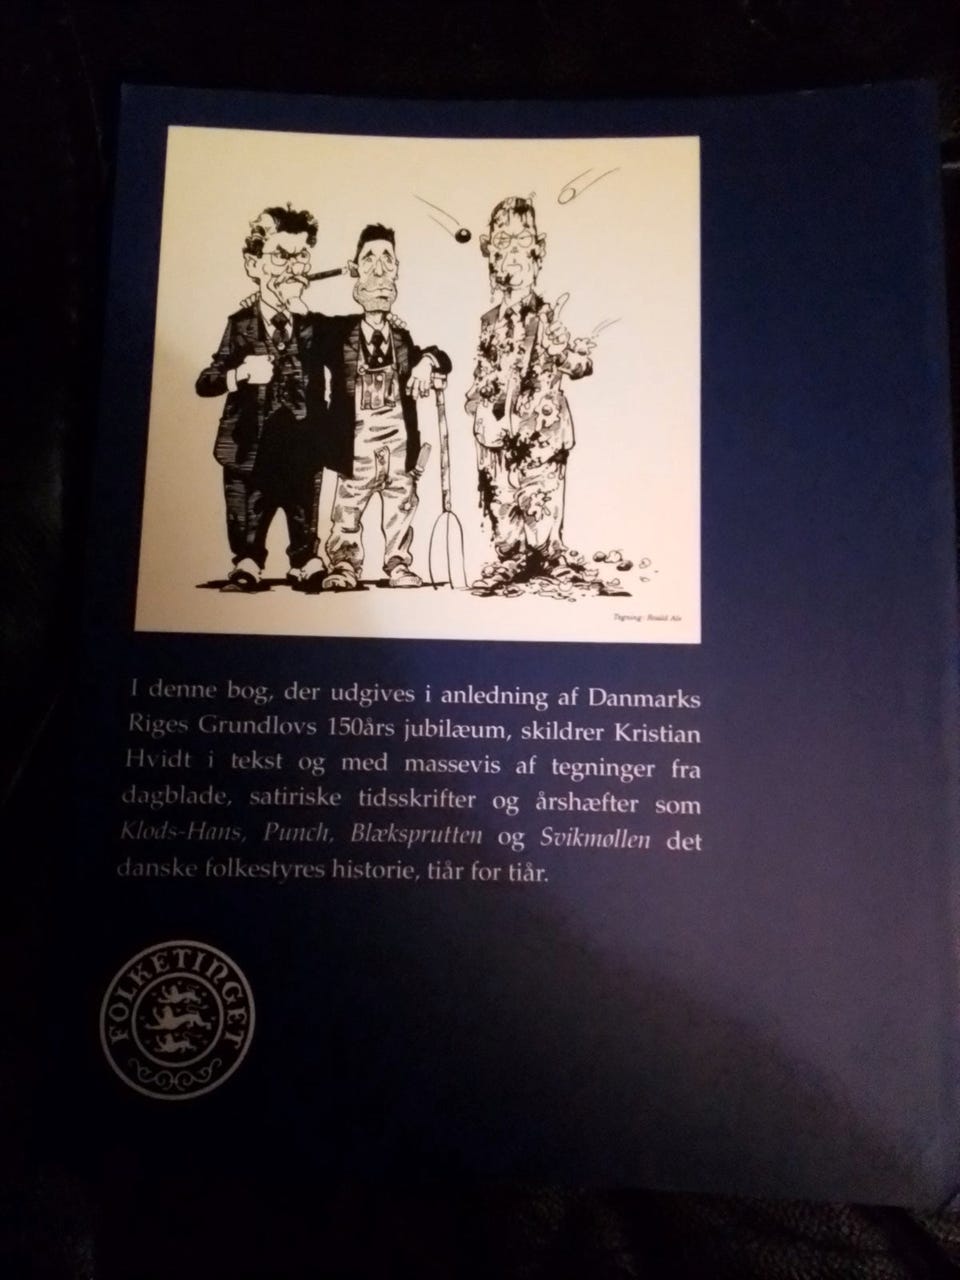 Tegning: Roald Als
I denne bog, der udgives i anledning af Danmarks
Riges Grundlovs 150års jubilæum, skildrer Kristian
Hvidt i tekst og med massevis af tegninger fra
dagblade, satiriske tidsskrifter og årshæfter som
Klods-Hans, Punch, Blæksprutten og Svikmøllen det
danske folkestyres historie, tiår for tiår.
FOLKETINGET